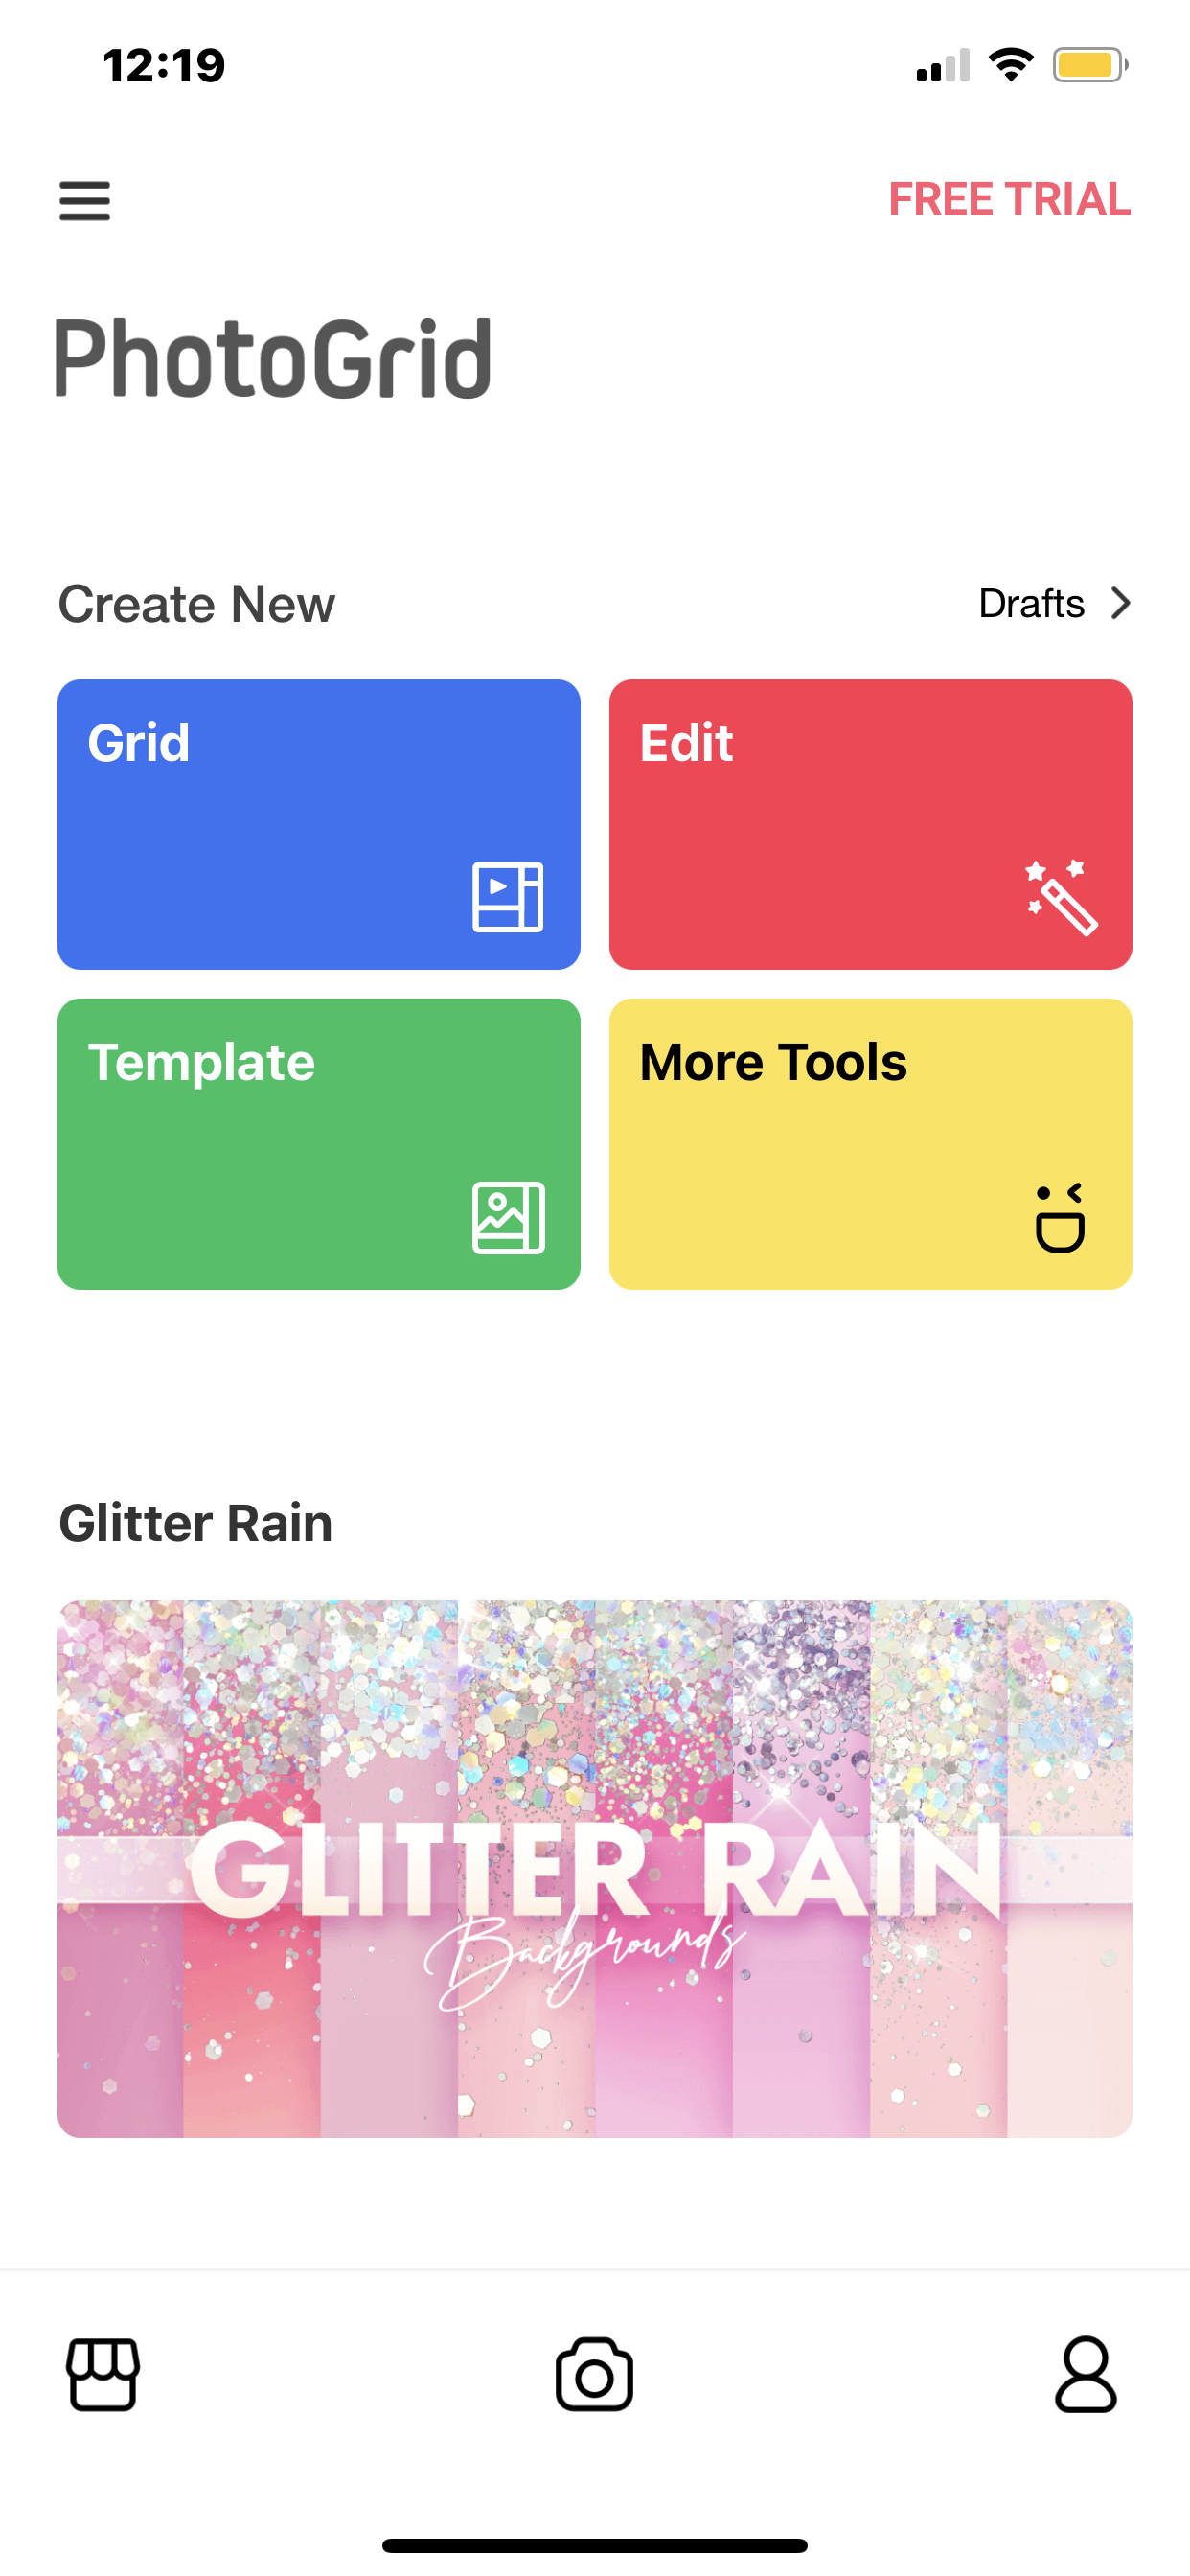 12:19
FREE TRIAL
PhotoGrid
Create New
Drafts
Grid
Edit
Template
More Tools
Glitter Rain
GLITTER RAIN
Backgrounds